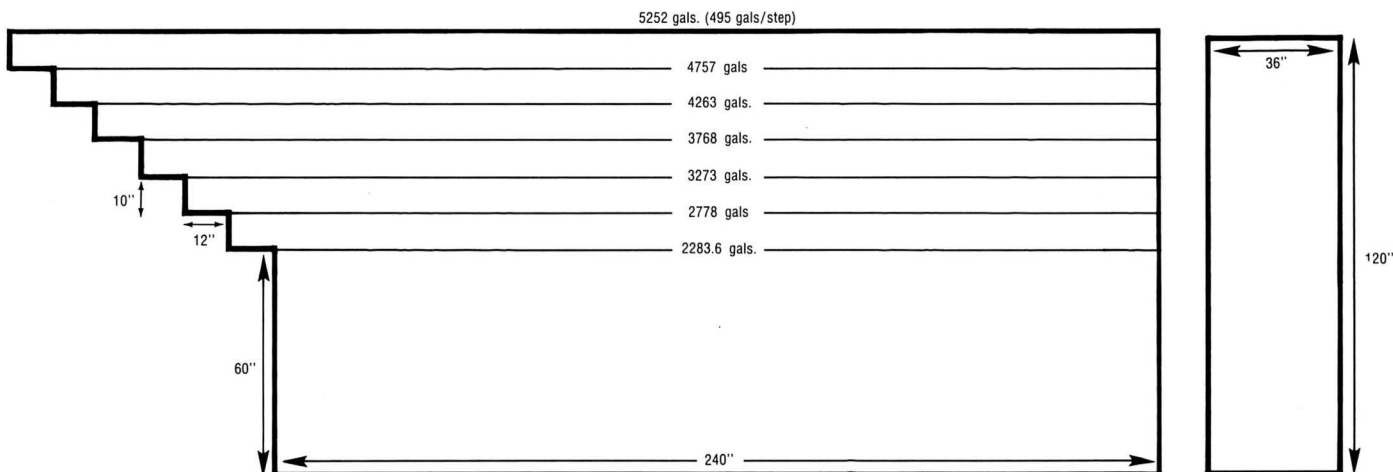 5252 gals. (495 gals/step)
36''
4757 gals
4263 gals.
3768 gals.
3273 gals.
10''
2778 gals
12''
2283.6 gals.
120''
60''
240''